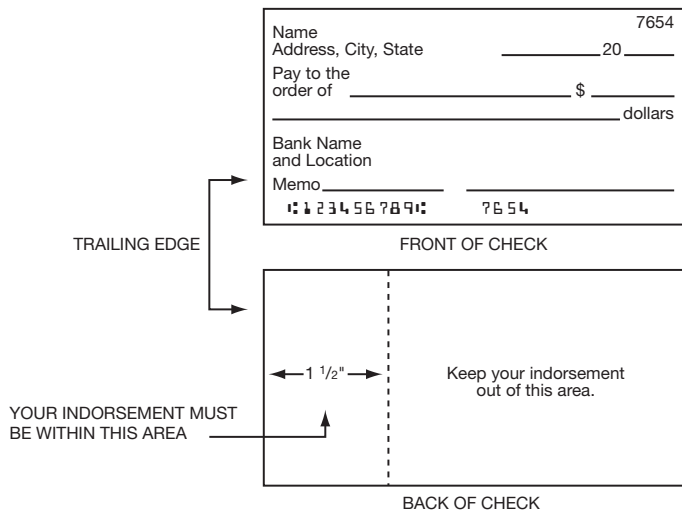 7654
Name
Address, City, State 20
Pay to the
order of $
dollars
Bank Name
and Location
Memo
⑆123456789⑆ 7654
TRAILING EDGE
FRONT OF CHECK
1 1/2"
Keep your indorsement
out of this area.
YOUR INDORSEMENT MUST
BE WITHIN THIS AREA
BACK OF CHECK